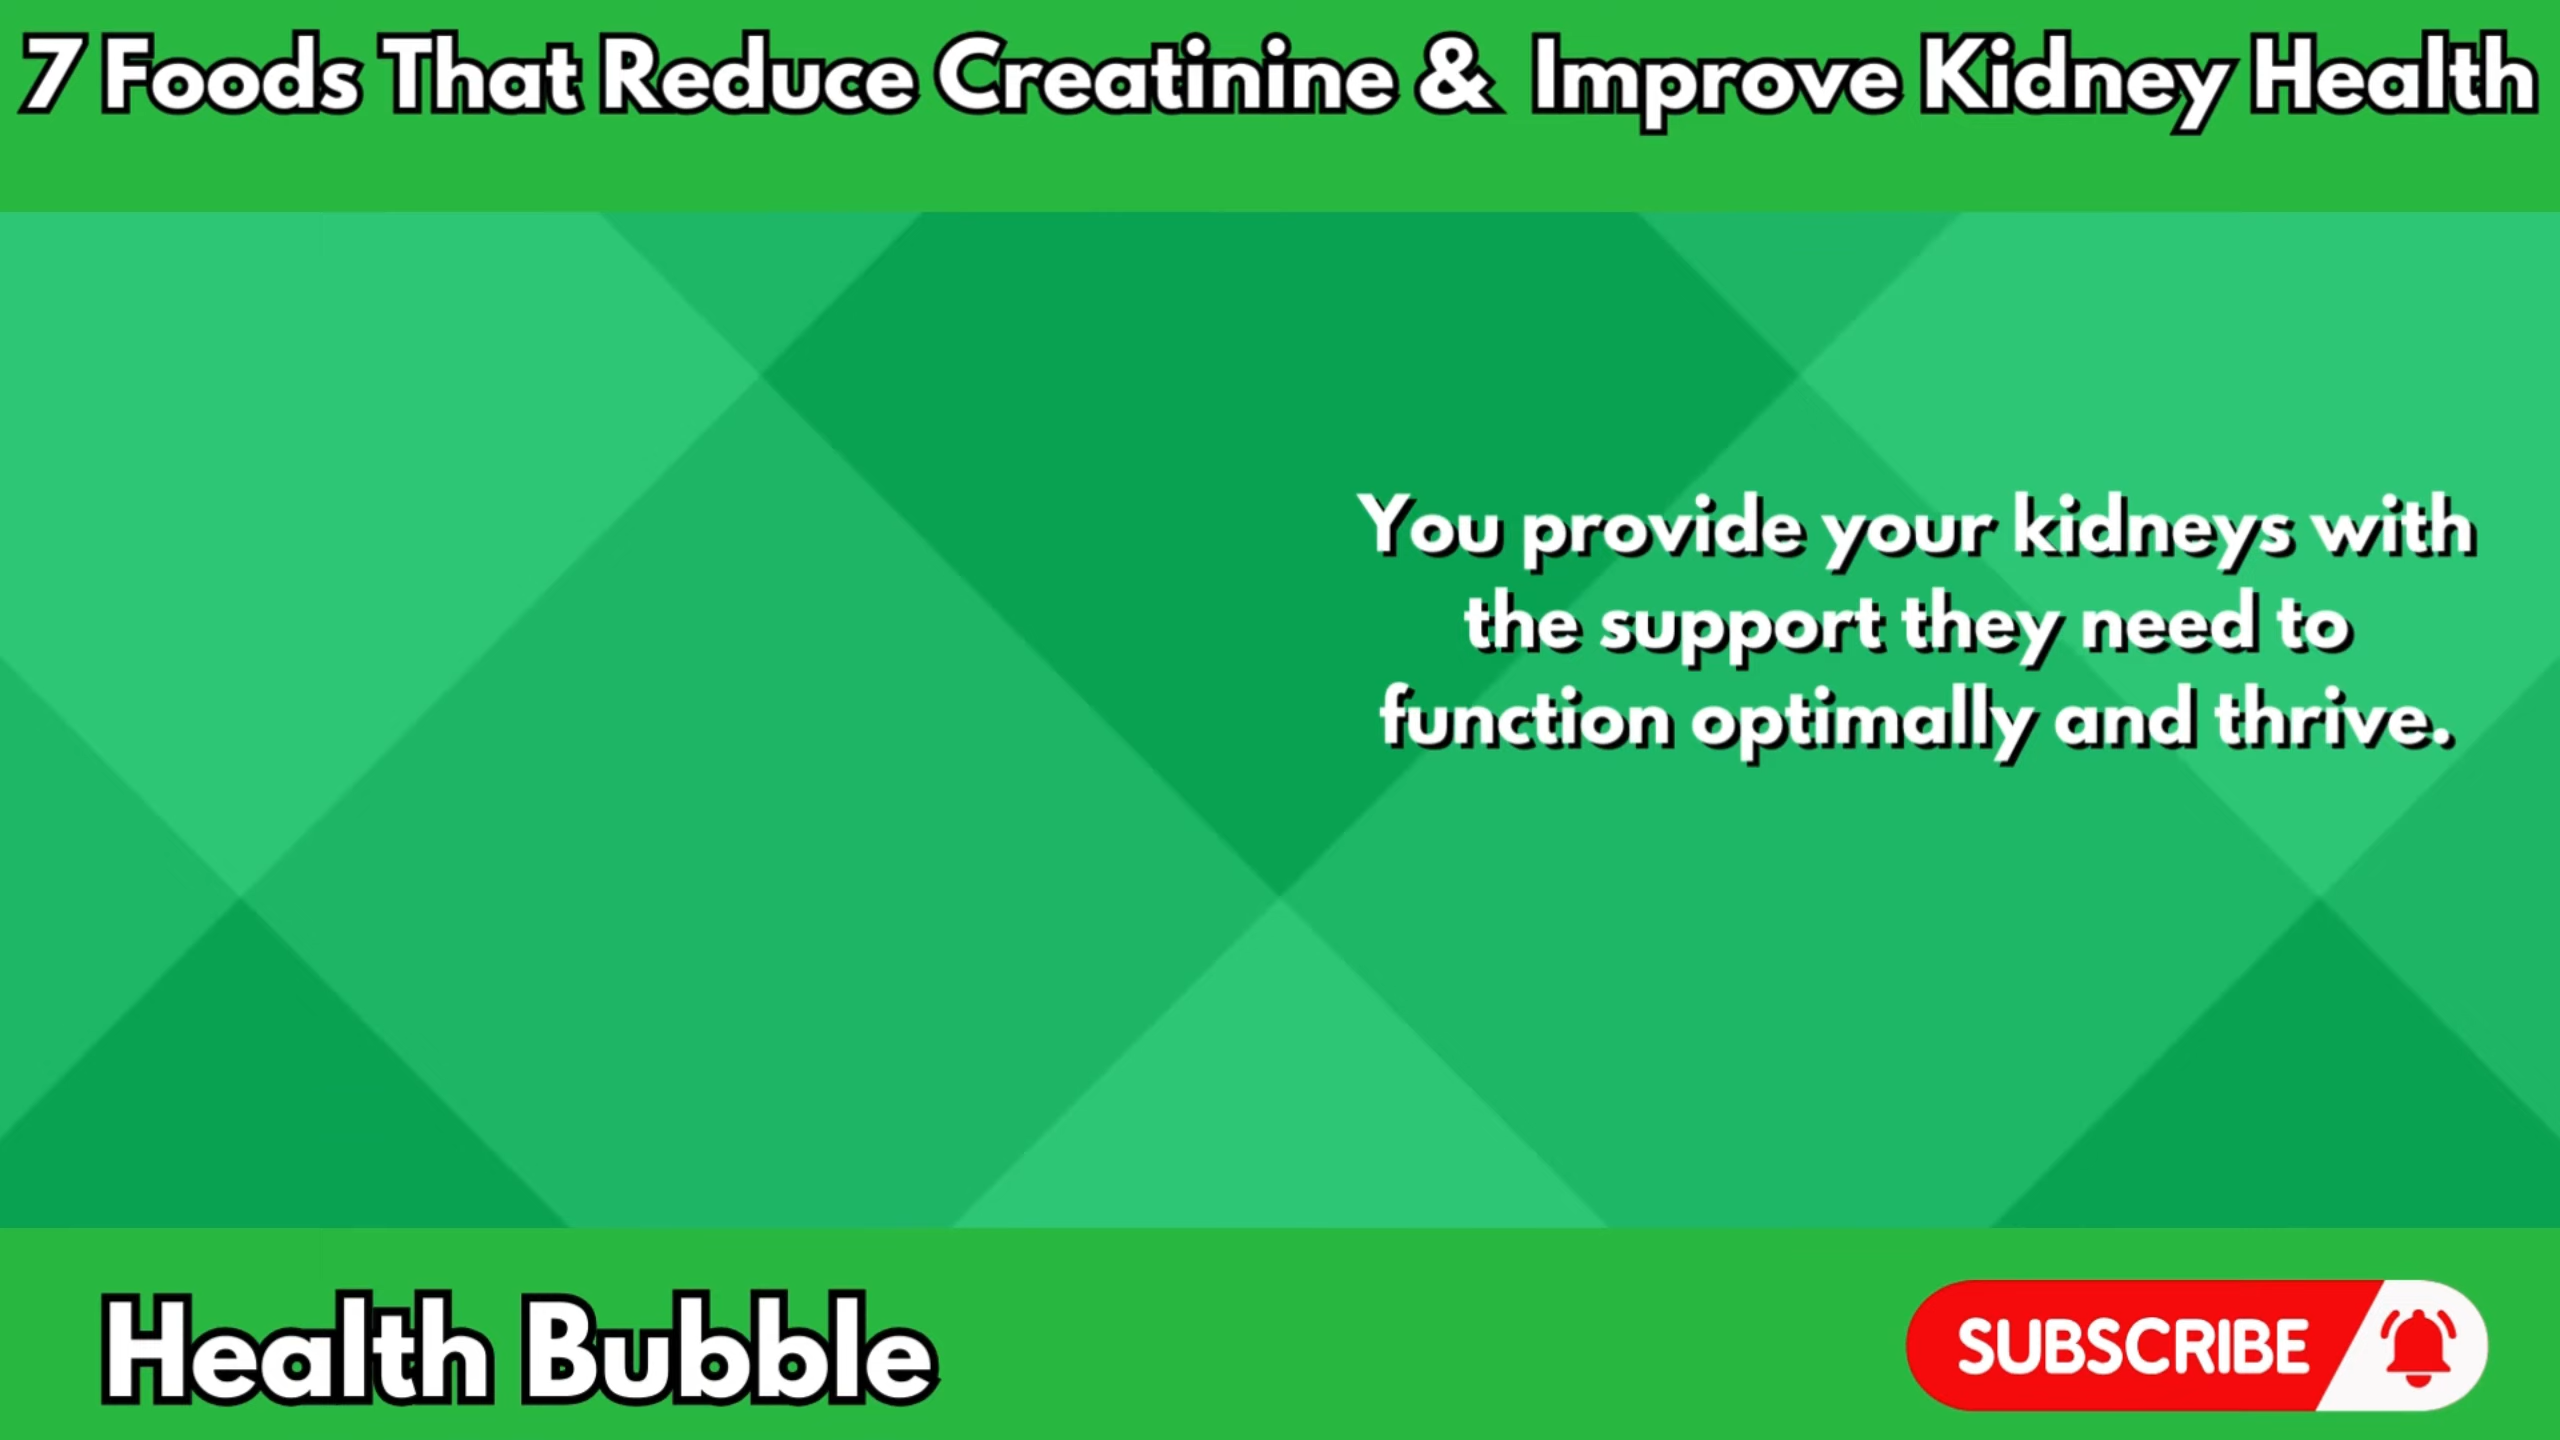 7 Foods That Reduce Creatinine & Improve Kidney Health
You provide your kidneys with
the support they need to
function optimally and thrive.
Health Bubble
SUBSCRIBE